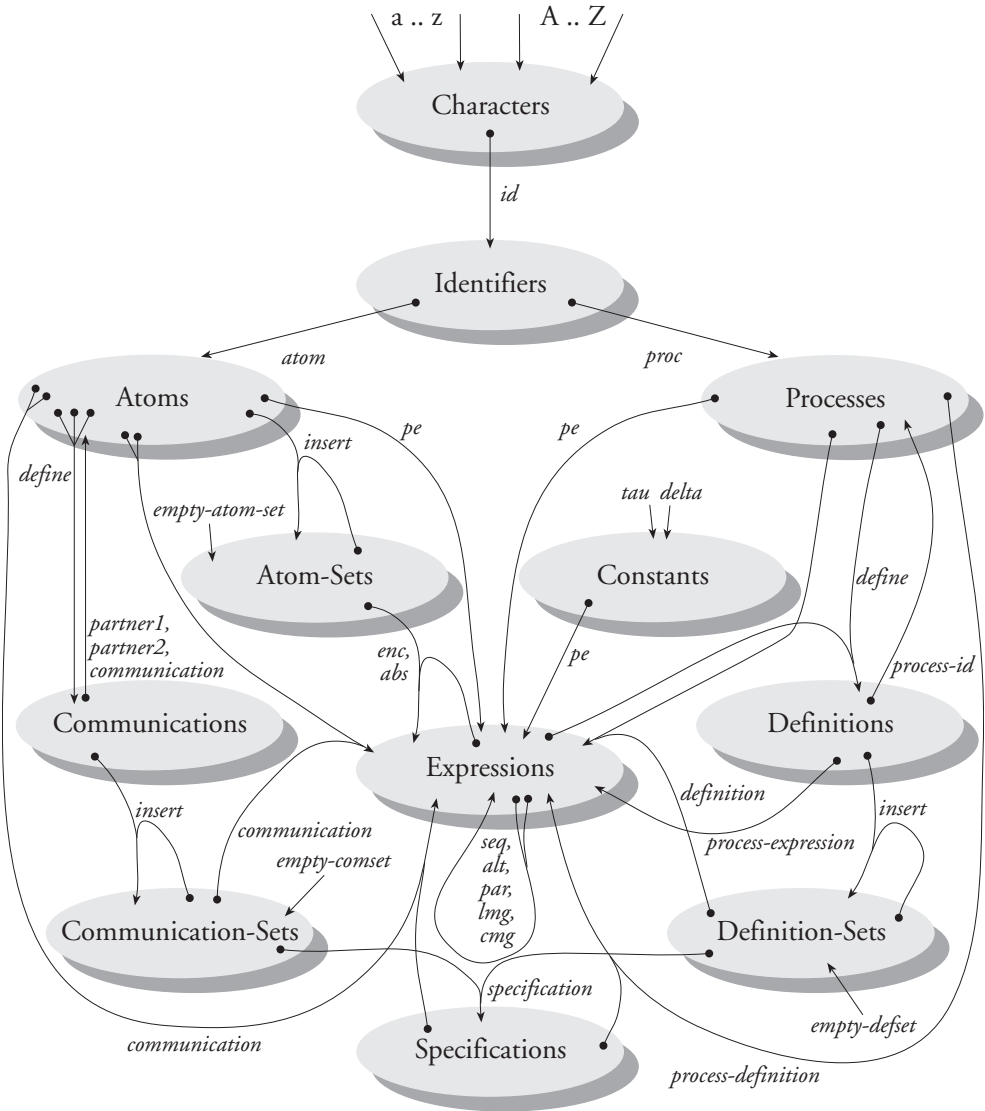 a .. z
A .. Z
Characters
id
Identifiers
atom
proc
Atoms
Processes
pe
pe
insert
define
tau delta
empty-atom-set
Atom-Sets
Constants
define
partner1,
partner2,
communication
enc,
abs
pe
process-id
Communications
Definitions
Expressions
definition
insert
insert
communication
process-expression
seq,
alt,
par,
lmg,
cmg
empty-comset
Communication-Sets
Definition-Sets
specification
empty-defset
communication
Specifications
process-definition